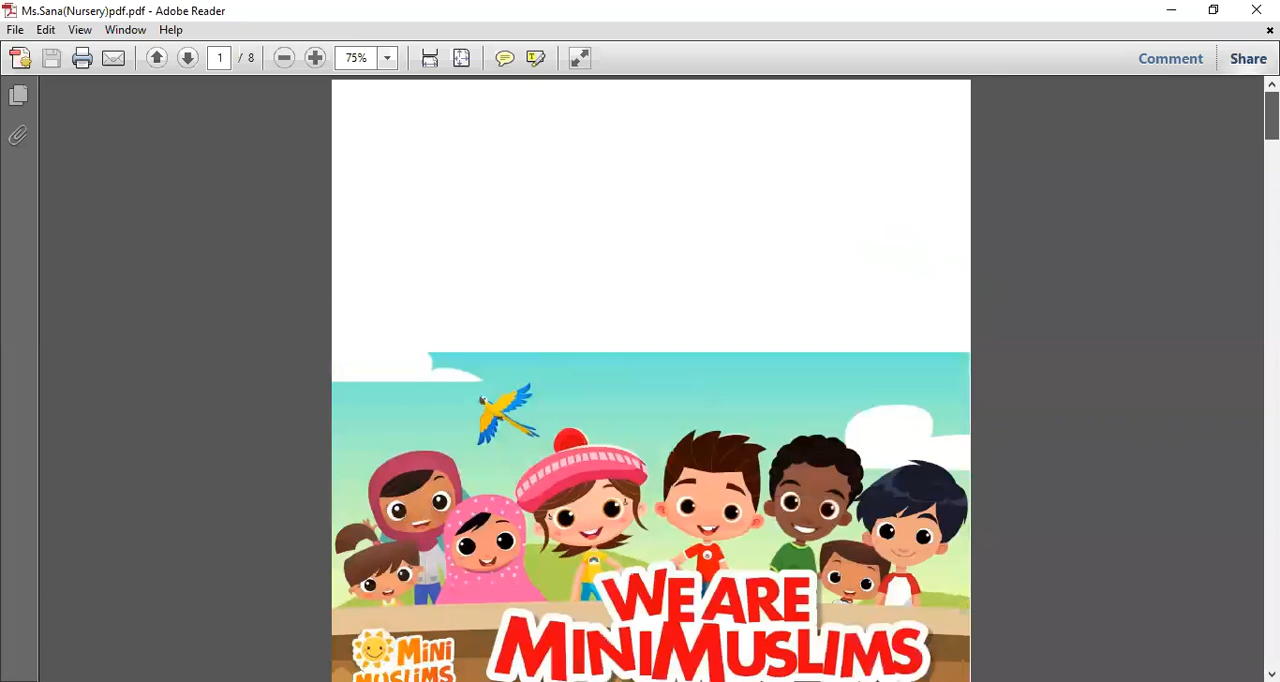 Ms.Sana(Nursery)pdf.pdf - Adobe Reader
File Edit View Window Help
1 / 8 75% Comment Share
WE ARE
MINIMUSLIMS
MINI
MUSLIMS